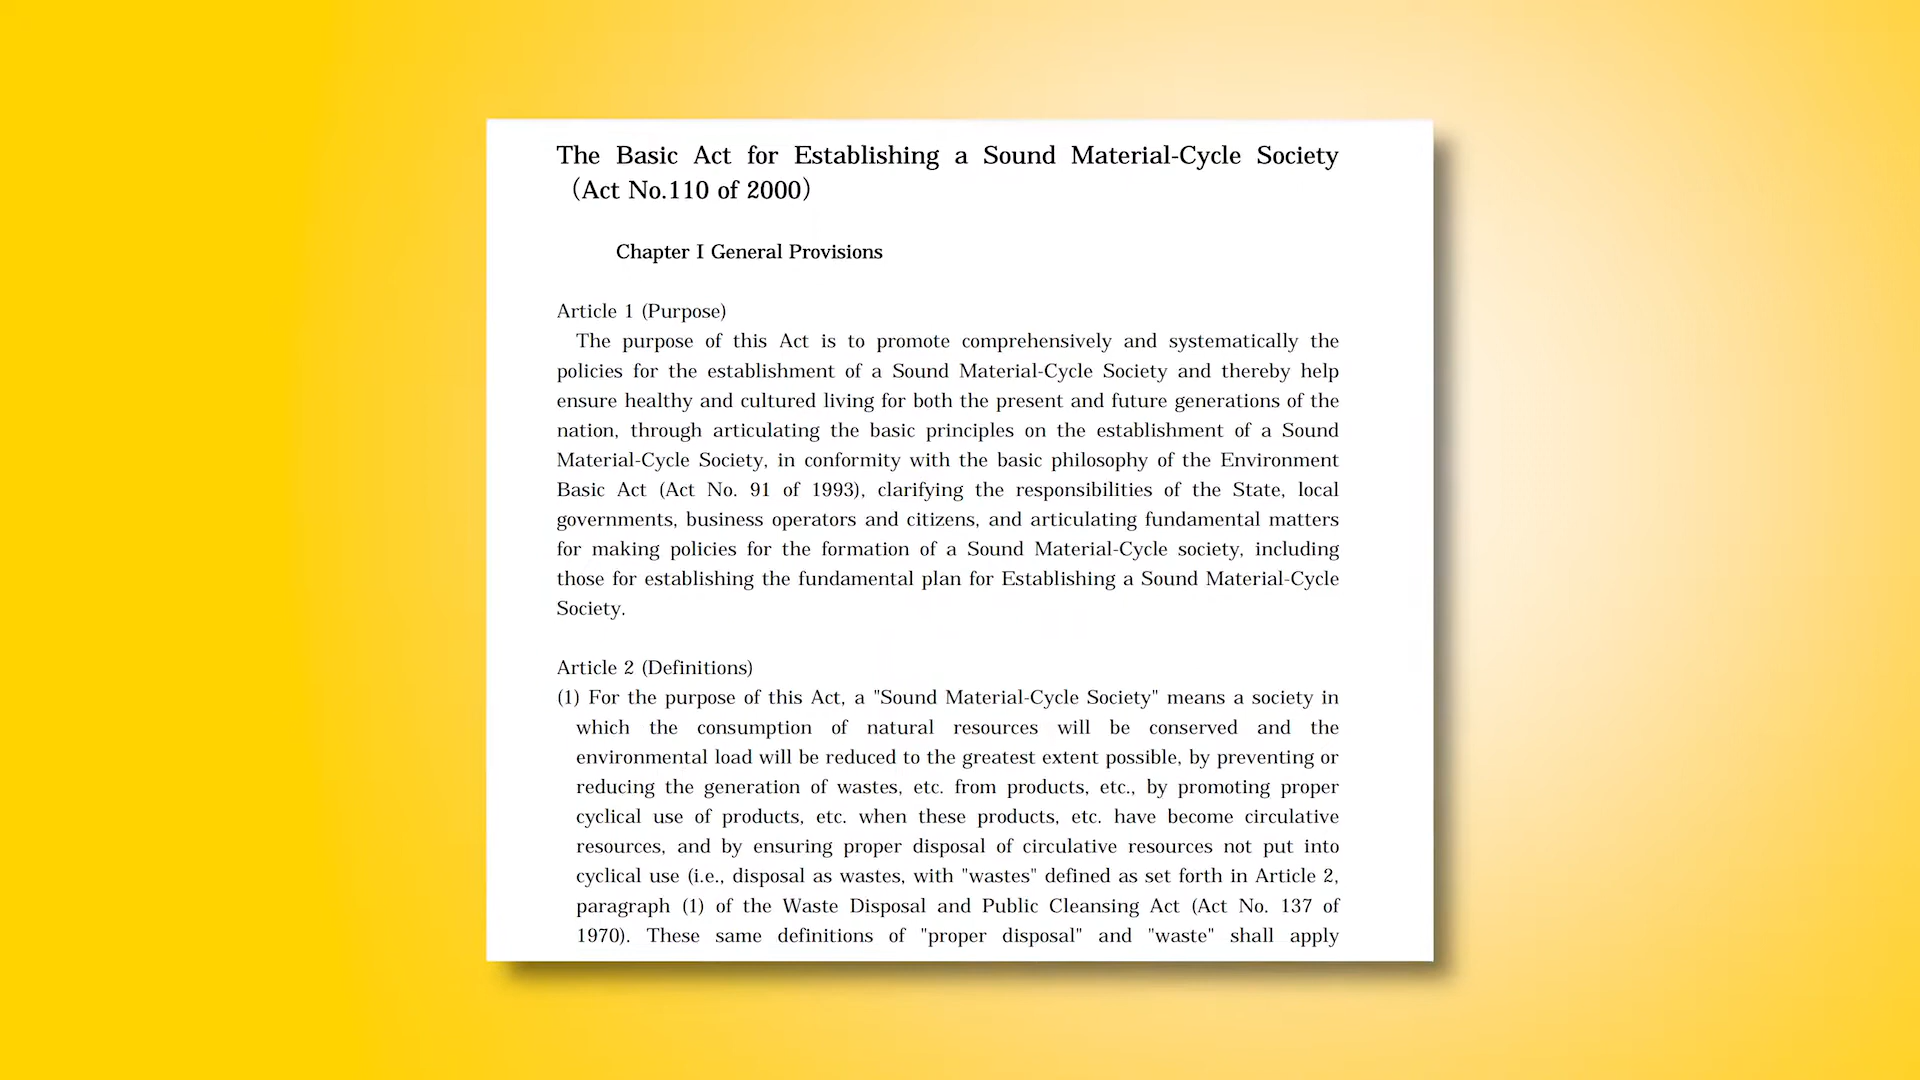 The Basic Act for Establishing a Sound Material-Cycle Society
(Act No.110 of 2000)
Chapter I General Provisions
Article 1 (Purpose)
The purpose of this Act is to promote comprehensively and systematically the
policies for the establishment of a Sound Material-Cycle Society and thereby help
ensure healthy and cultured living for both the present and future generations of the
nation, through articulating the basic principles on the establishment of a Sound
Material-Cycle Society, in conformity with the basic philosophy of the Environment
Basic Act (Act No. 91 of 1993), clarifying the responsibilities of the State, local
governments, business operators and citizens, and articulating fundamental matters
for making policies for the formation of a Sound Material-Cycle society, including
those for establishing the fundamental plan for Establishing a Sound Material-Cycle
Society.
Article 2 (Definitions)
(1) For the purpose of this Act, a "Sound Material-Cycle Society" means a society in
which the consumption of natural resources will be conserved and the
environmental load will be reduced to the greatest extent possible, by preventing or
reducing the generation of wastes, etc. from products, etc., by promoting proper
cyclical use of products, etc. when these products, etc. have become circulative
resources, and by ensuring proper disposal of circulative resources not put into
cyclical use (i.e., disposal as wastes, with "wastes" defined as set forth in Article 2,
paragraph (1) of the Waste Disposal and Public Cleansing Act (Act No. 137 of
1970). These same definitions of "proper disposal" and "waste" shall apply